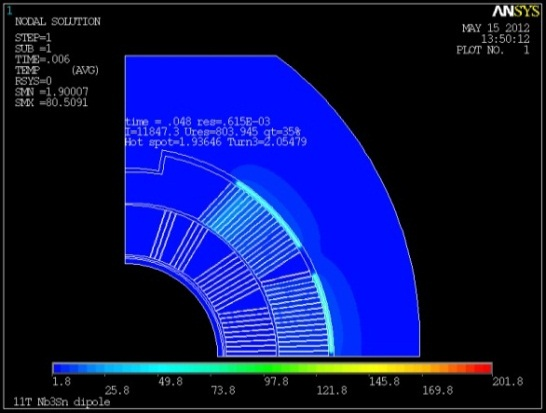 1
NODAL SOLUTION
STEP=1
SUB =1
TIME=.006
TEMP (AVG)
RSYS=0
SMN =1.90007
SMX =80.5091
ANSYS
MAY 15 2012
13:50:12
PLOT NO. 1
time = .048 res=.615E-03
I=11847.3 Ures=803.945 qt=35%
Hot spot=1.93646 Turn3=2.05479
1.8 25.8 49.8 73.8 97.8 121.8 145.8 169.8 201.8
11T Nb3Sn dipole